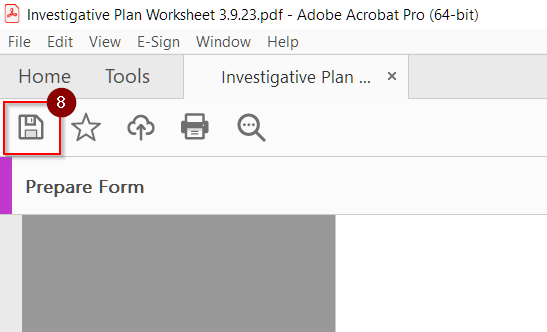 Investigative Plan Worksheet 3.9.23.pdf - Adobe Acrobat Pro (64-bit)
File Edit View E-Sign Window Help
Home Tools Investigative Plan ... ×
8
Prepare Form